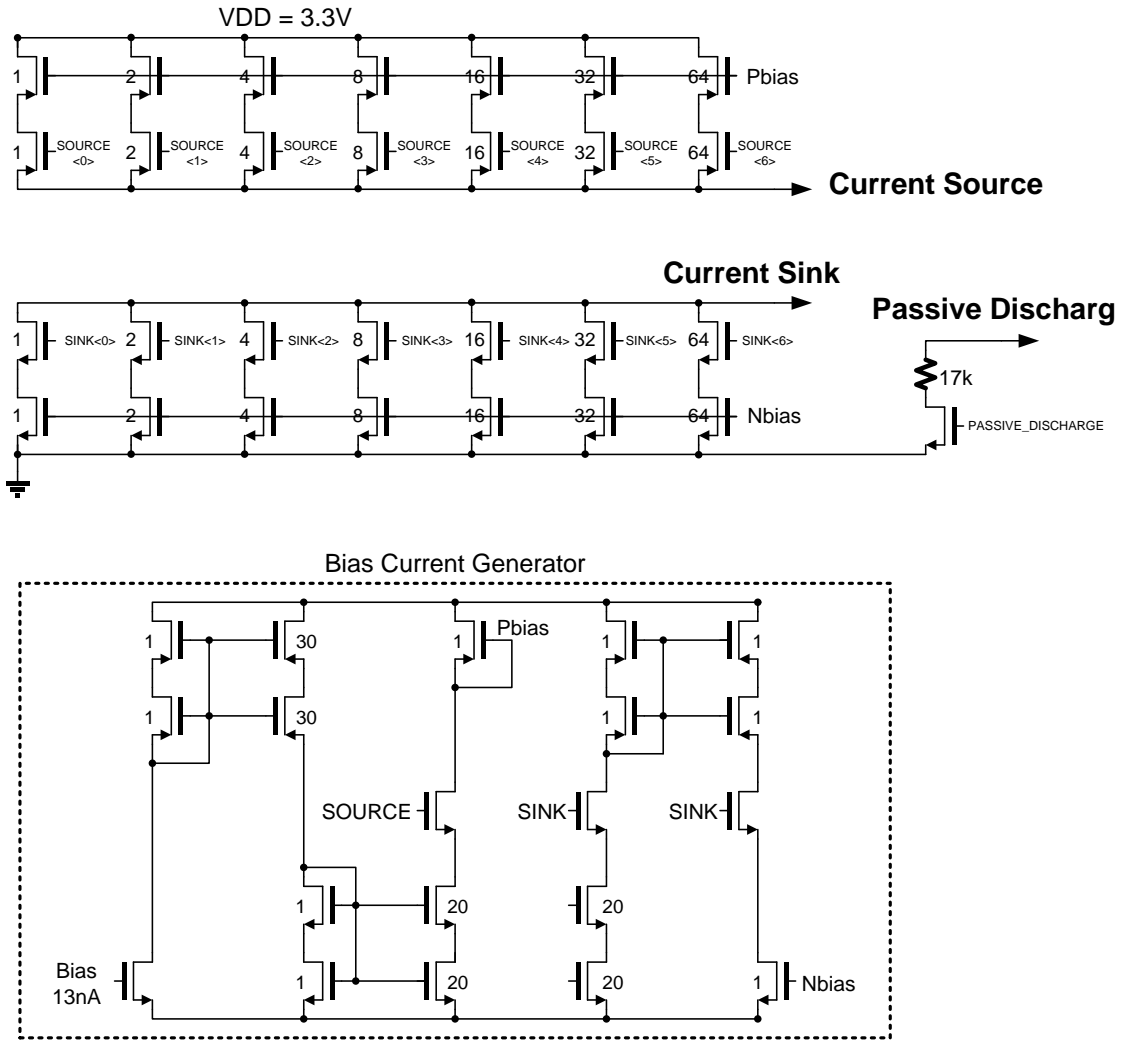 VDD = 3.3V
1 2 4 8 16 32 64 Pbias
1 SOURCE <0> 2 SOURCE <1> 4 SOURCE <2> 8 SOURCE <3> 16 SOURCE <4> 32 SOURCE <5> 64 SOURCE <6>
Current Source
Current Sink
Passive Discharg
1 SINK<0> 2 SINK<1> 4 SINK<2> 8 SINK<3> 16 SINK<4> 32 SINK<5> 64 SINK<6>
17k
1 2 4 8 16 32 64 Nbias
PASSIVE_DISCHARGE
Bias Current Generator
1 30 1 Pbias 1 1
1 30 1 1
SOURCE SINK SINK
1 20 20
Bias
13nA
1 20 20 1 Nbias